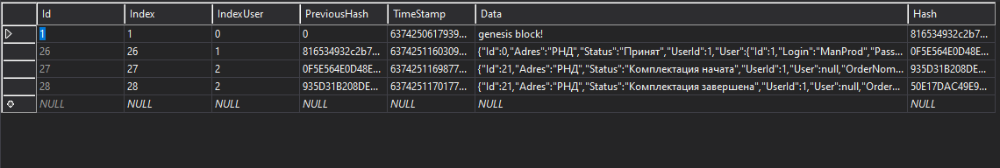 Id Index IndexUser PreviousHash TimeStamp Data Hash
1 1 0 0 6374250617939... genesis block! 816534932c2b7...
26 26 1 816534932c2b7... 6374251160309... {"Id":0,"Adres":"РНД","Status":"Принят","UserId":1,"User":{"Id":1,"Login":"ManProd","Pass... 0F5E564E0D48E...
27 27 2 0F5E564E0D48E... 6374251169877... {"Id":21,"Adres":"РНД","Status":"Комплектация начата","UserId":1,"User":null,"OrderNom... 935D31B208DE...
28 28 2 935D31B208DE... 6374251170177... {"Id":21,"Adres":"РНД","Status":"Комплектация завершена","UserId":1,"User":null,"Order... 50E17DAC49E9...
NULL NULL NULL NULL NULL NULL NULL